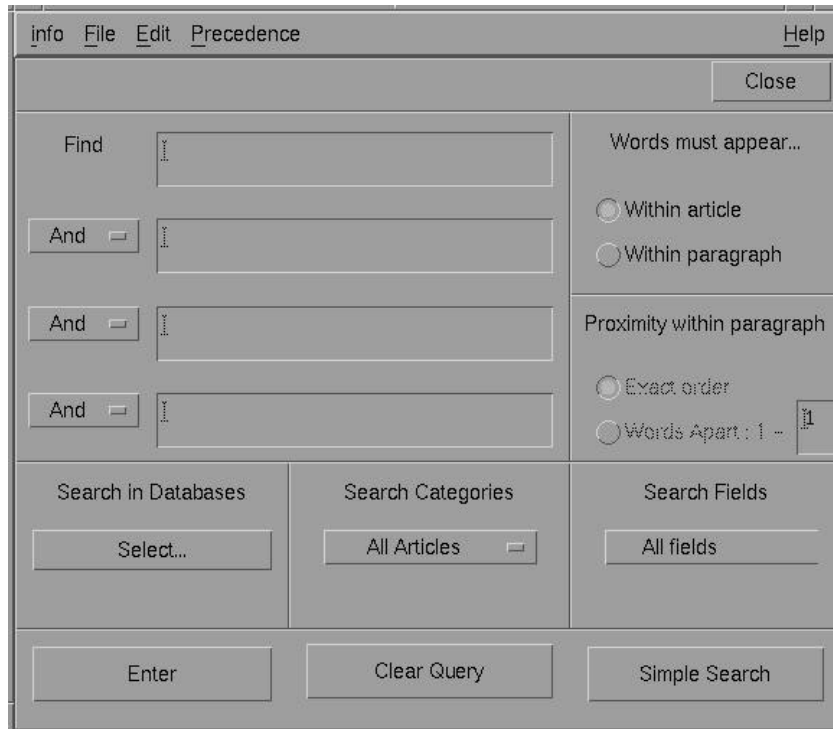 info File Edit Precedence Help
Close
Find
And
And
And
Words must appear...
Within article
Within paragraph
Proximity within paragraph
Exact order
Words Apart : 1 - 1
Search in Databases
Select...
Search Categories
All Articles
Search Fields
All fields
Enter
Clear Query
Simple Search